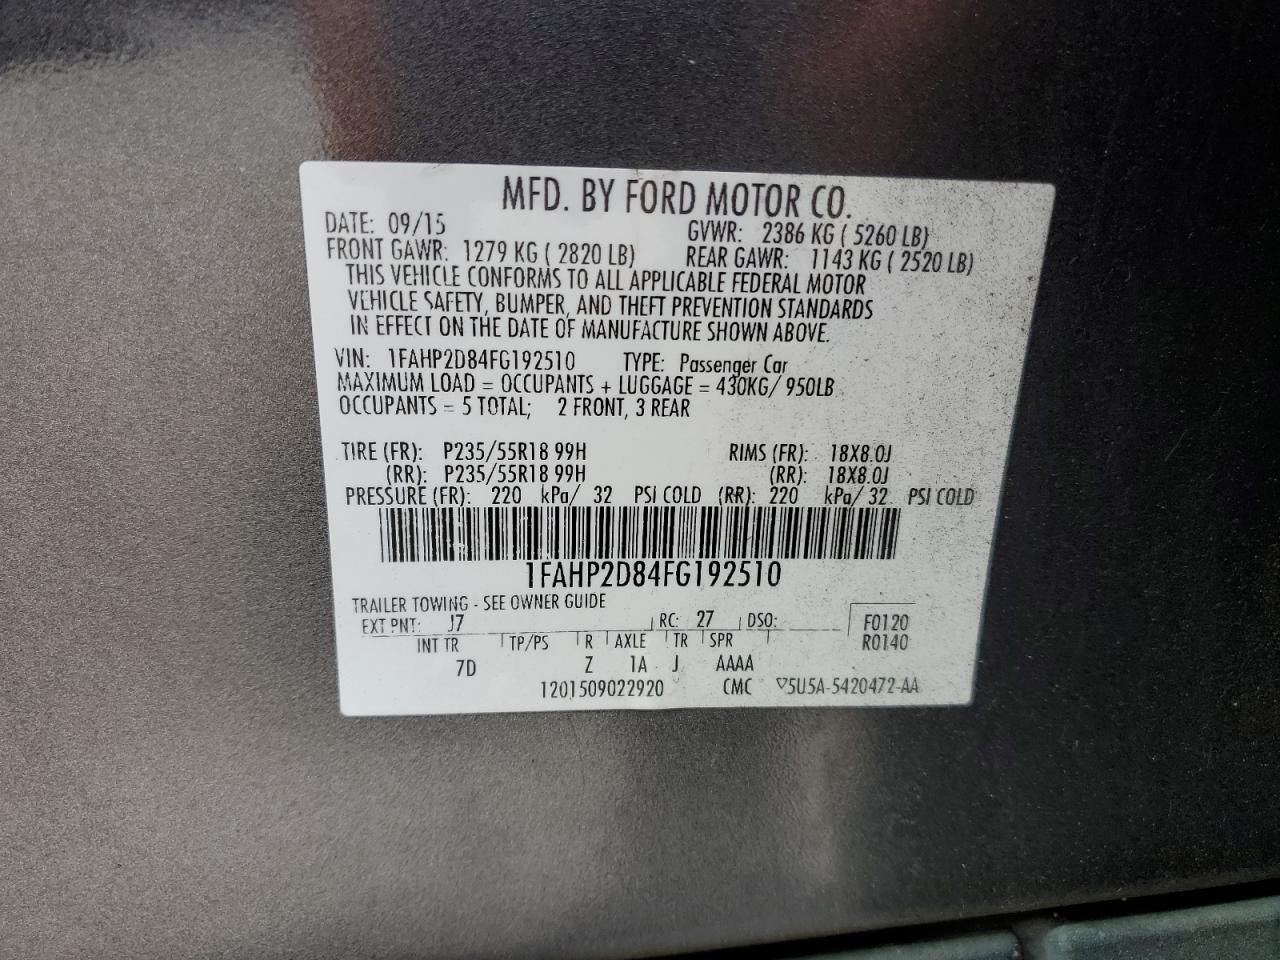 MFD. BY FORD MOTOR CO.
DATE: 09/15 GVWR: 2386 KG ( 5260 LB)
FRONT GAWR: 1279 KG ( 2820 LB) REAR GAWR: 1143 KG ( 2520 LB)
THIS VEHICLE CONFORMS TO ALL APPLICABLE FEDERAL MOTOR
VEHICLE SAFETY, BUMPER, AND THEFT PREVENTION STANDARDS
IN EFFECT ON THE DATE OF MANUFACTURE SHOWN ABOVE.
VIN: 1FAHP2D84FG192510 TYPE: Passenger Car
MAXIMUM LOAD = OCCUPANTS + LUGGAGE = 430KG/ 950LB
OCCUPANTS = 5 TOTAL; 2 FRONT, 3 REAR
TIRE (FR): P235/55R18 99H RIMS (FR): 18X8.0J
(RR): P235/55R18 99H (RR): 18X8.0J
PRESSURE (FR): 220 kPa/ 32 PSI COLD (RR): 220 kPa/ 32 PSI COLD
1FAHP2D84FG192510
TRAILER TOWING - SEE OWNER GUIDE
EXT PNT: J7 RC: 27 DSO: F0120
INT TR TP/PS R AXLE TR SPR R0140
7D Z 1A J AAAA
1201509022920 CMC ▽5U5A-5420472-AA